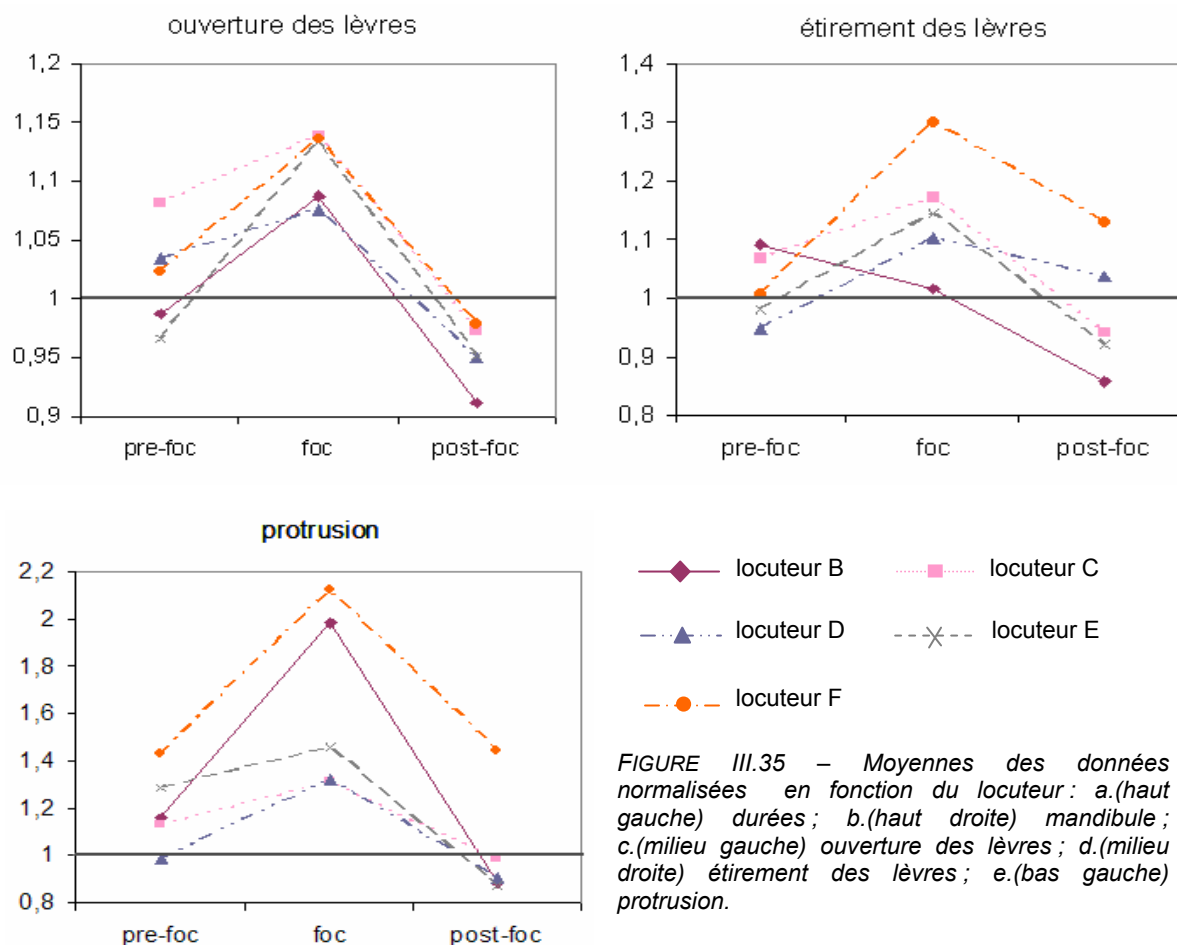 ouverture des lèvres
1,2
1,15
1,1
1,05
1
0,95
0,9
pre-foc foc post-foc
étirement des lèvres
1,4
1,3
1,2
1,1
1
0,9
0,8
pre-foc foc post-foc
protrusion
2,2
2
1,8
1,6
1,4
1,2
1
0,8
pre-foc foc post-foc
locuteur B locuteur C
locuteur D locuteur E
locuteur F
FIGURE III.35 – Moyennes des données
normalisées en fonction du locuteur : a.(haut
gauche) durées ; b.(haut droite) mandibule ;
c.(milieu gauche) ouverture des lèvres ; d.(milieu
droite) étirement des lèvres ; e.(bas gauche)
protrusion.